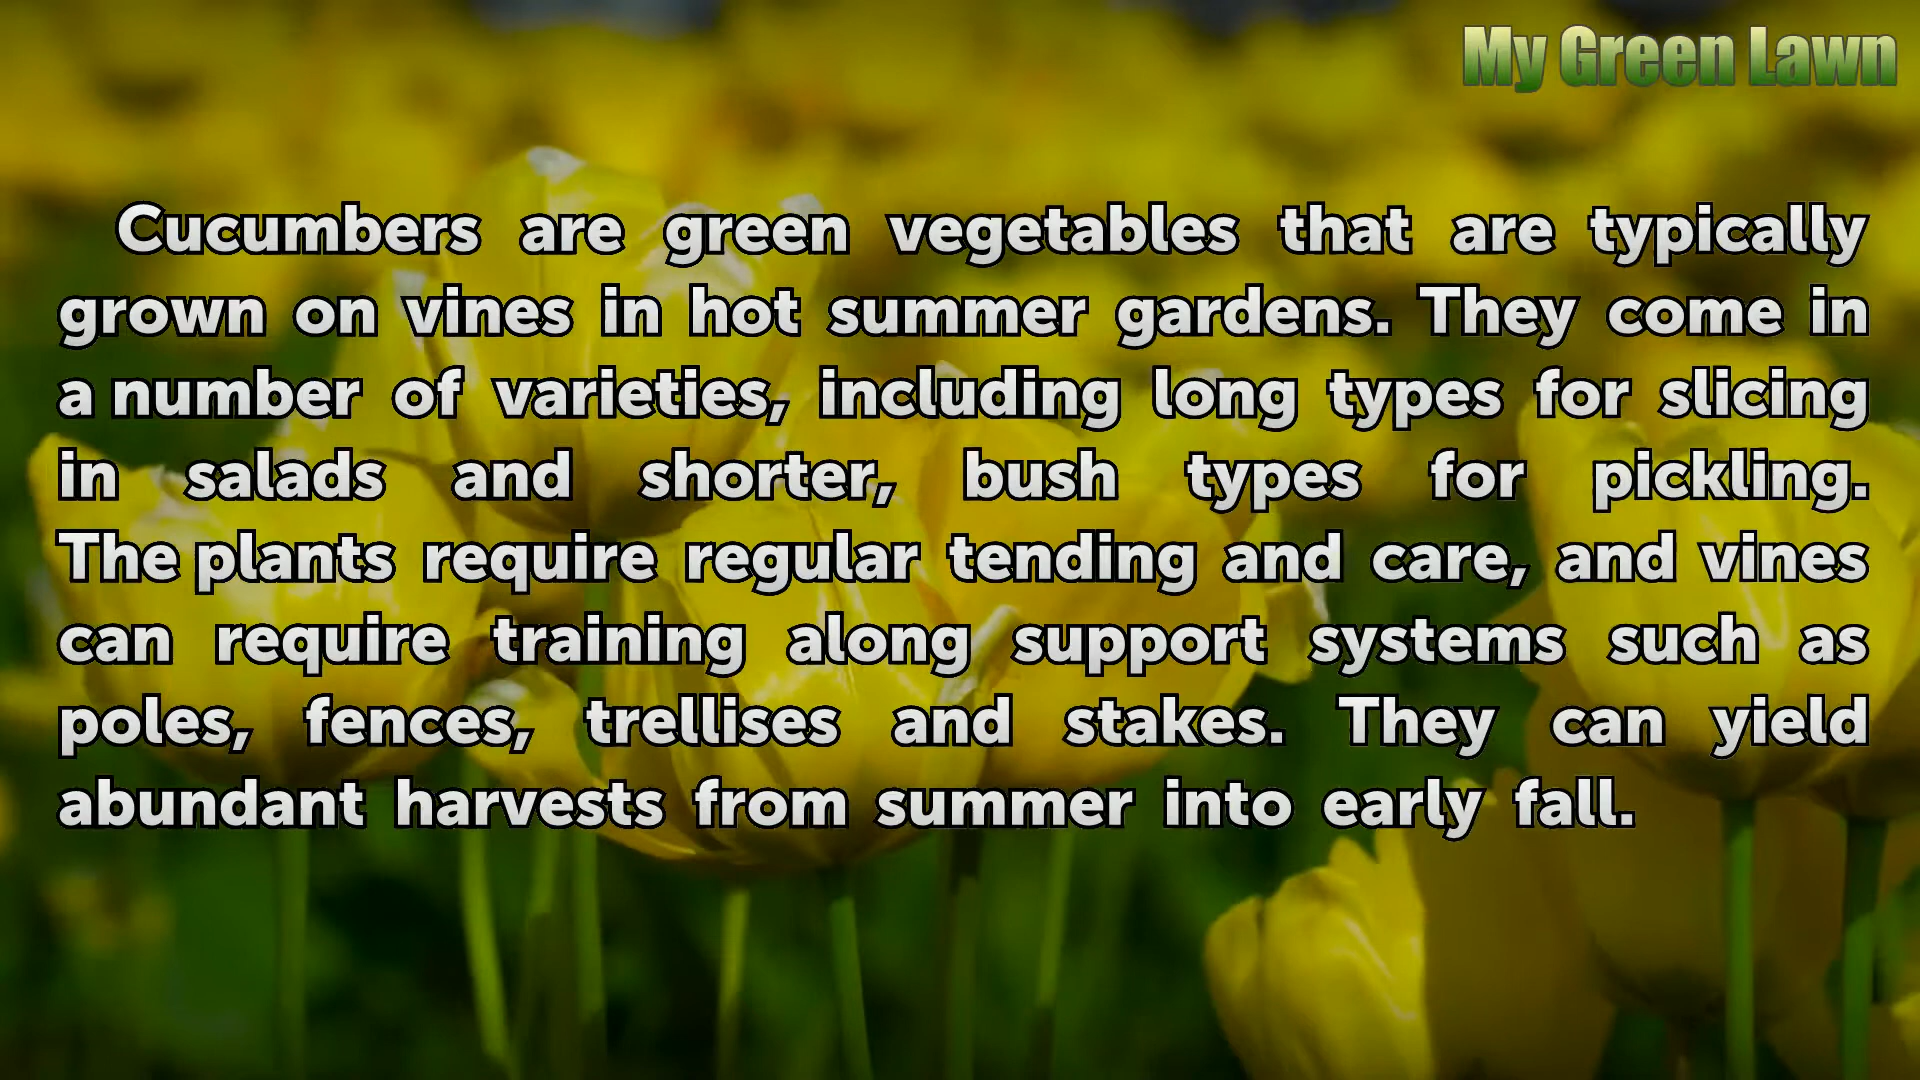 My Green Lawn
Cucumbers are green vegetables that are typically
grown on vines in hot summer gardens. They come in
a number of varieties, including long types for slicing
in salads and shorter, bush types for pickling.
The plants require regular tending and care, and vines
can require training along support systems such as
poles, fences, trellises and stakes. They can yield
abundant harvests from summer into early fall.